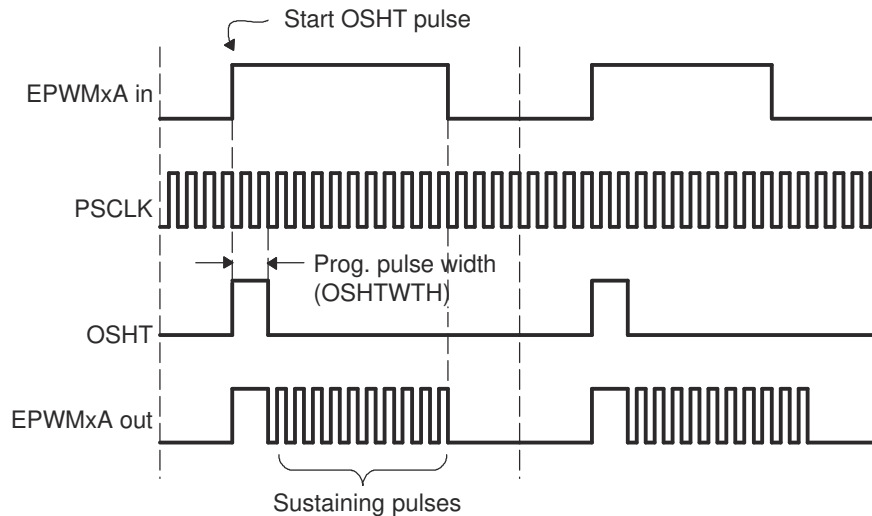 Start OSHT pulse
EPWMxA in
PSCLK
Prog. pulse width
(OSHTWTH)
OSHT
EPWMxA out
Sustaining pulses